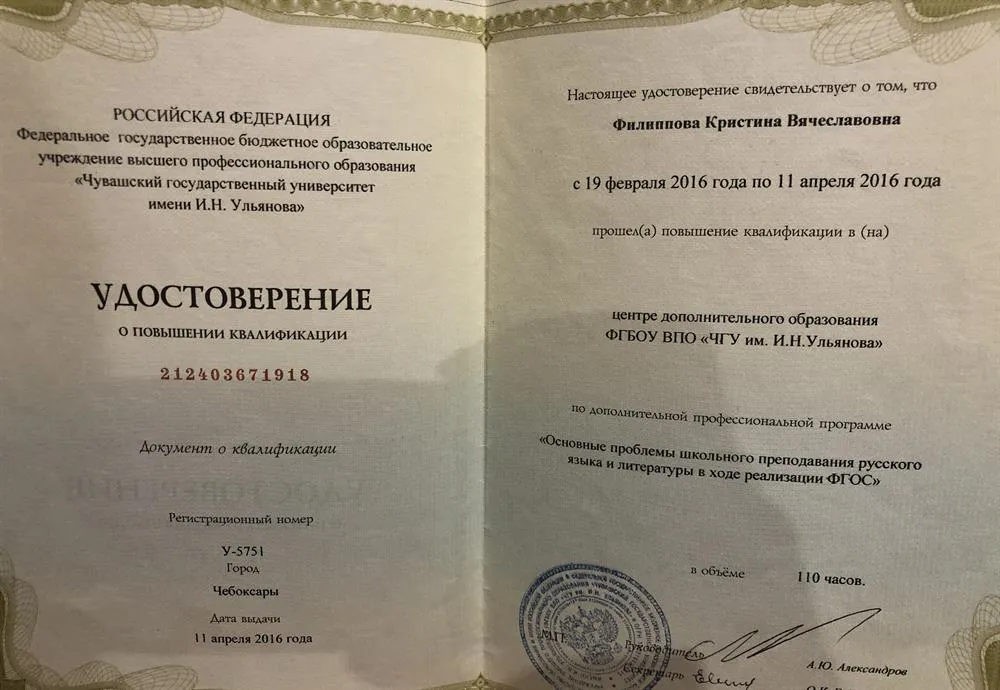 РОССИЙСКАЯ ФЕДЕРАЦИЯ
Федеральное государственное бюджетное образовательное
учреждение высшего профессионального образования
«Чувашский государственный университет
имени И.Н. Ульянова»
УДОСТОВЕРЕНИЕ
О ПОВЫШЕНИИ КВАЛИФИКАЦИИ
212403671918
Документ о квалификации
Регистрационный номер
У-5751
Город
Чебоксары
Дата выдачи
11 апреля 2016 года
Настоящее удостоверение свидетельствует о том, что
Филиппова Кристина Вячеславовна
с 19 февраля 2016 года по 11 апреля 2016 года
прошел(а) повышение квалификации в (на)
центре дополнительного образования
ФГБОУ ВПО «ЧГУ им. И.Н.Ульянова»
по дополнительной профессиональной программе
«Основные проблемы школьного преподавания русского
языка и литературы в ходе реализации ФГОС»
в объёме 110 часов.
М.П.
Руководитель
А.Ю. Александров
Секретарь